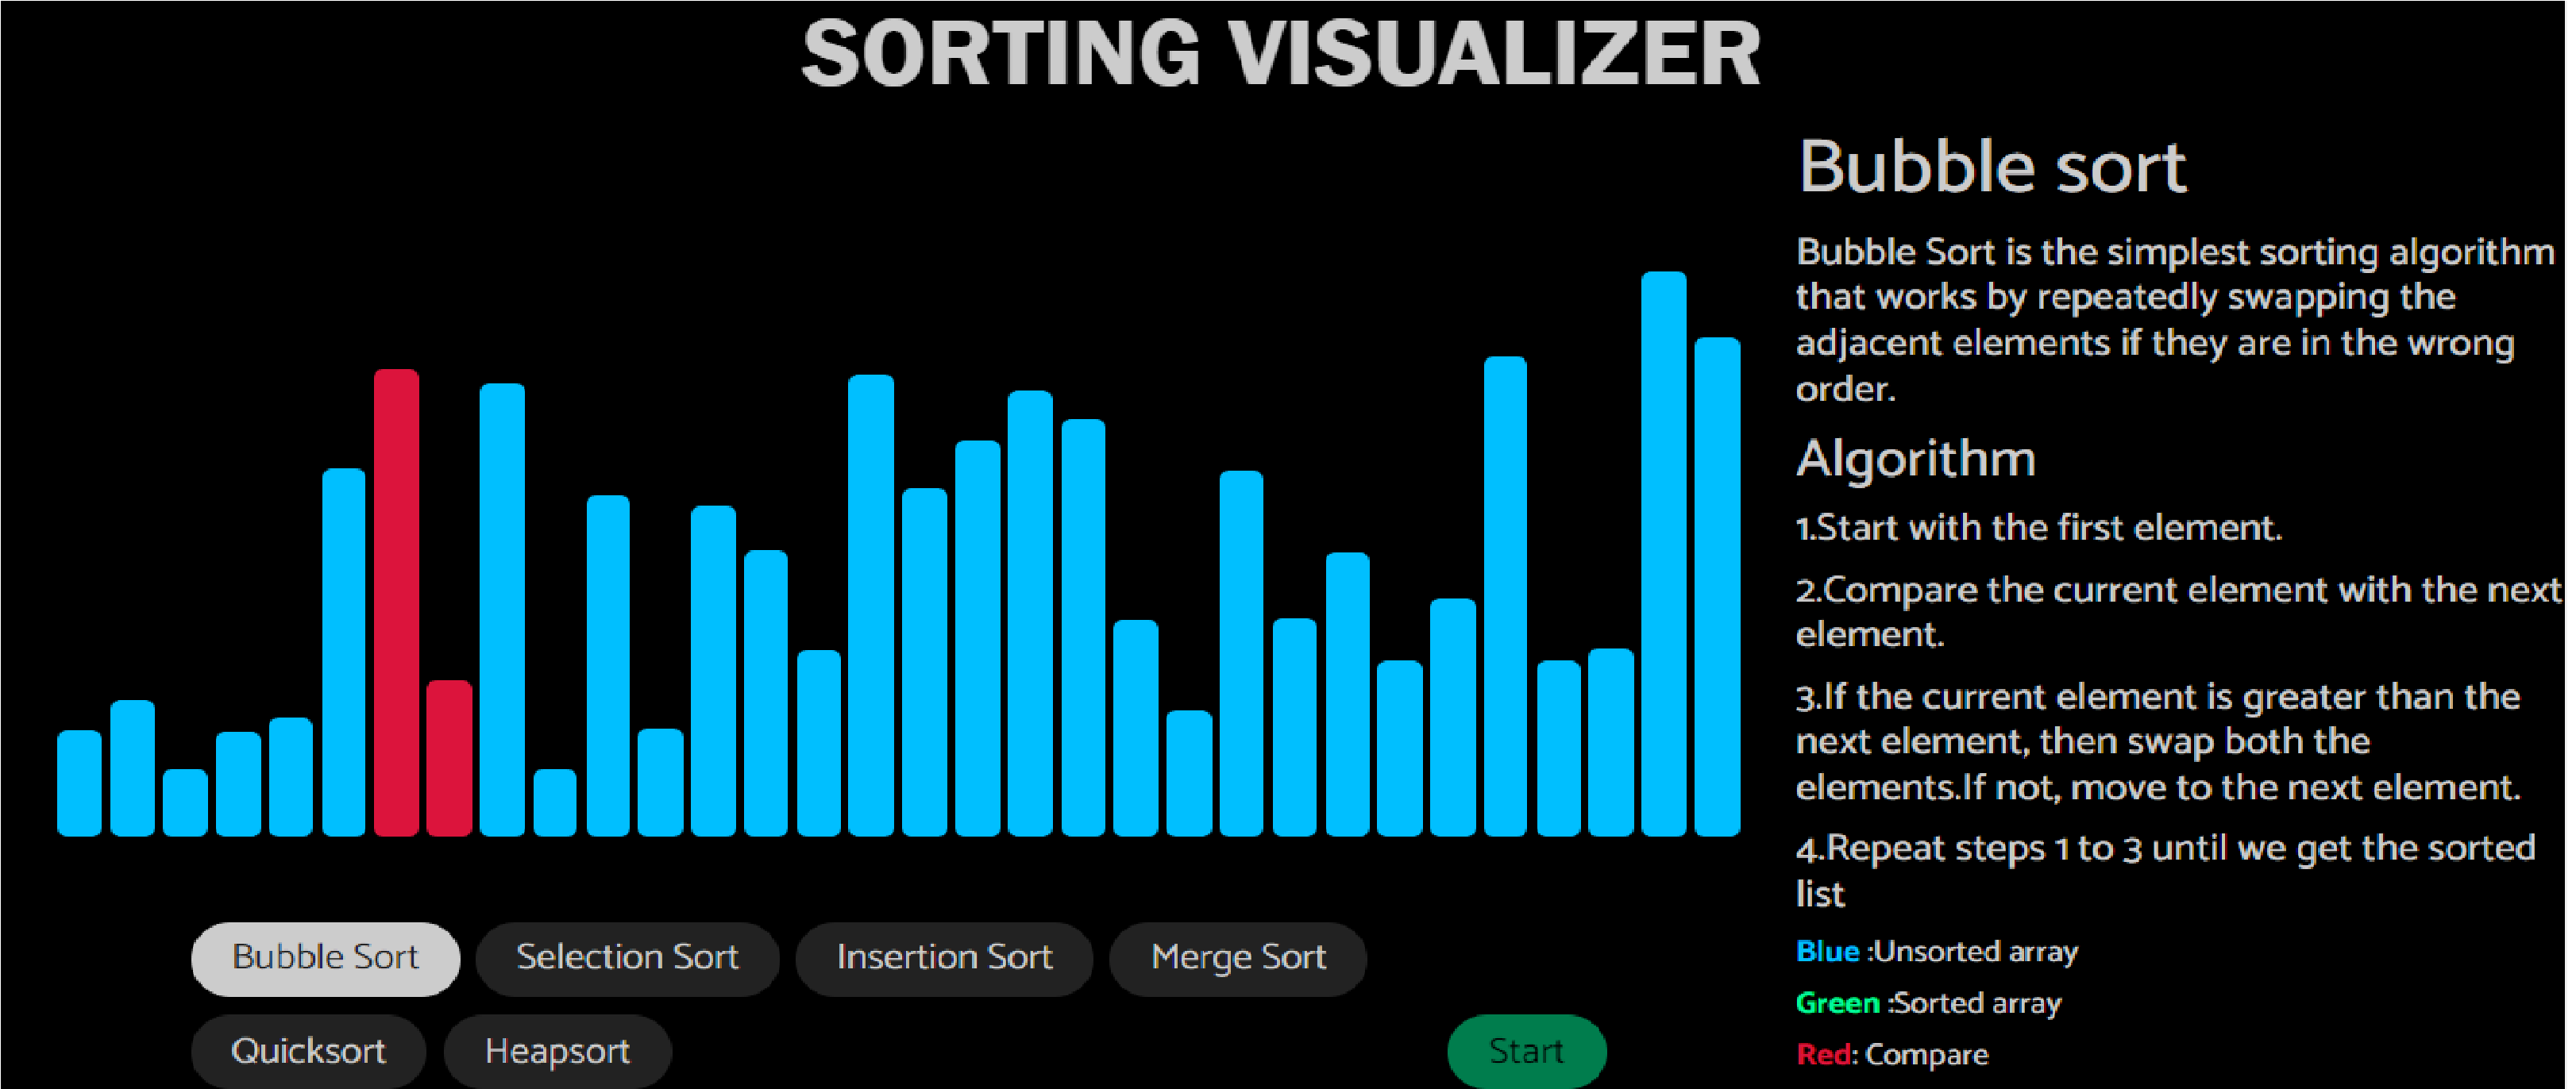 SORTING VISUALIZER
Bubble sort
Bubble Sort is the simplest sorting algorithm
that works by repeatedly swapping the
adjacent elements if they are in the wrong
order.
Algorithm
1.Start with the first element.
2.Compare the current element with the next
element.
3.If the current element is greater than the
next element, then swap both the
elements.If not, move to the next element.
4.Repeat steps 1 to 3 until we get the sorted
list
Blue :Unsorted array
Green :Sorted array
Red: Compare
Bubble Sort Selection Sort Insertion Sort Merge Sort
Quicksort Heapsort Start